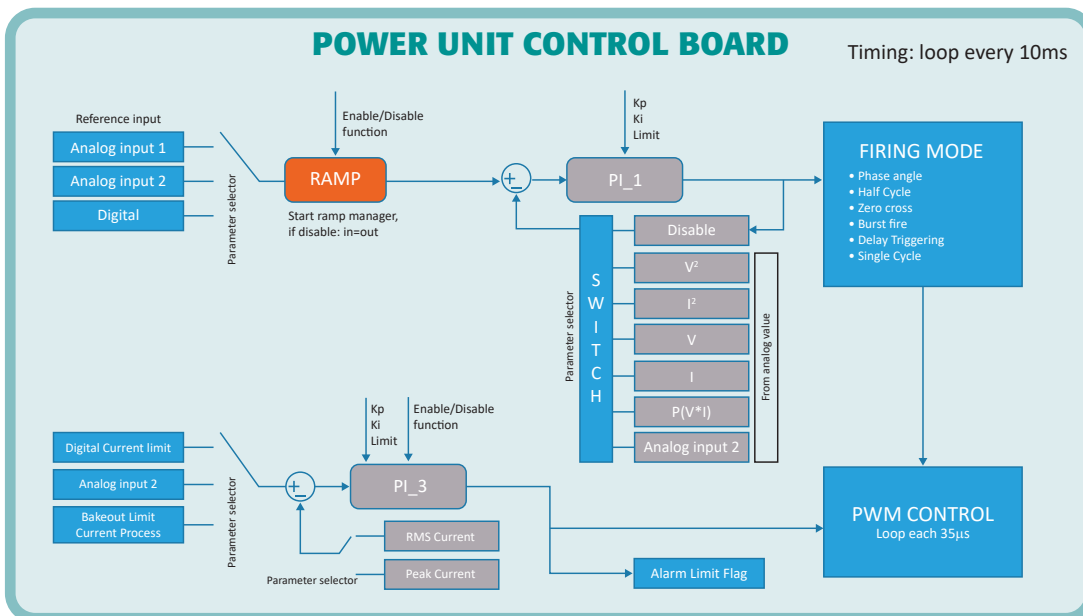 POWER UNIT CONTROL BOARD
Timing: loop every 10ms
Reference input
Analog input 1
Analog input 2
Digital
Parameter selector
Enable/Disable
function
RAMP
Start ramp manager,
if disable: in=out
+
−
Kp
Ki
Limit
PI_1
Parameter selector
SWITCH
Disable
V²
I²
V
I
P(V*I)
Analog input 2
From analog value
FIRING MODE
• Phase angle
• Half Cycle
• Zero cross
• Burst fire
• Delay Triggering
• Single Cycle
Digital Current limit
Analog input 2
Bakeout Limit
Current Process
Parameter selector
+
−
Kp
Ki
Limit
Enable/Disable
function
PI_3
RMS Current
Parameter selector
Peak Current
Alarm Limit Flag
PWM CONTROL
Loop each 35µs